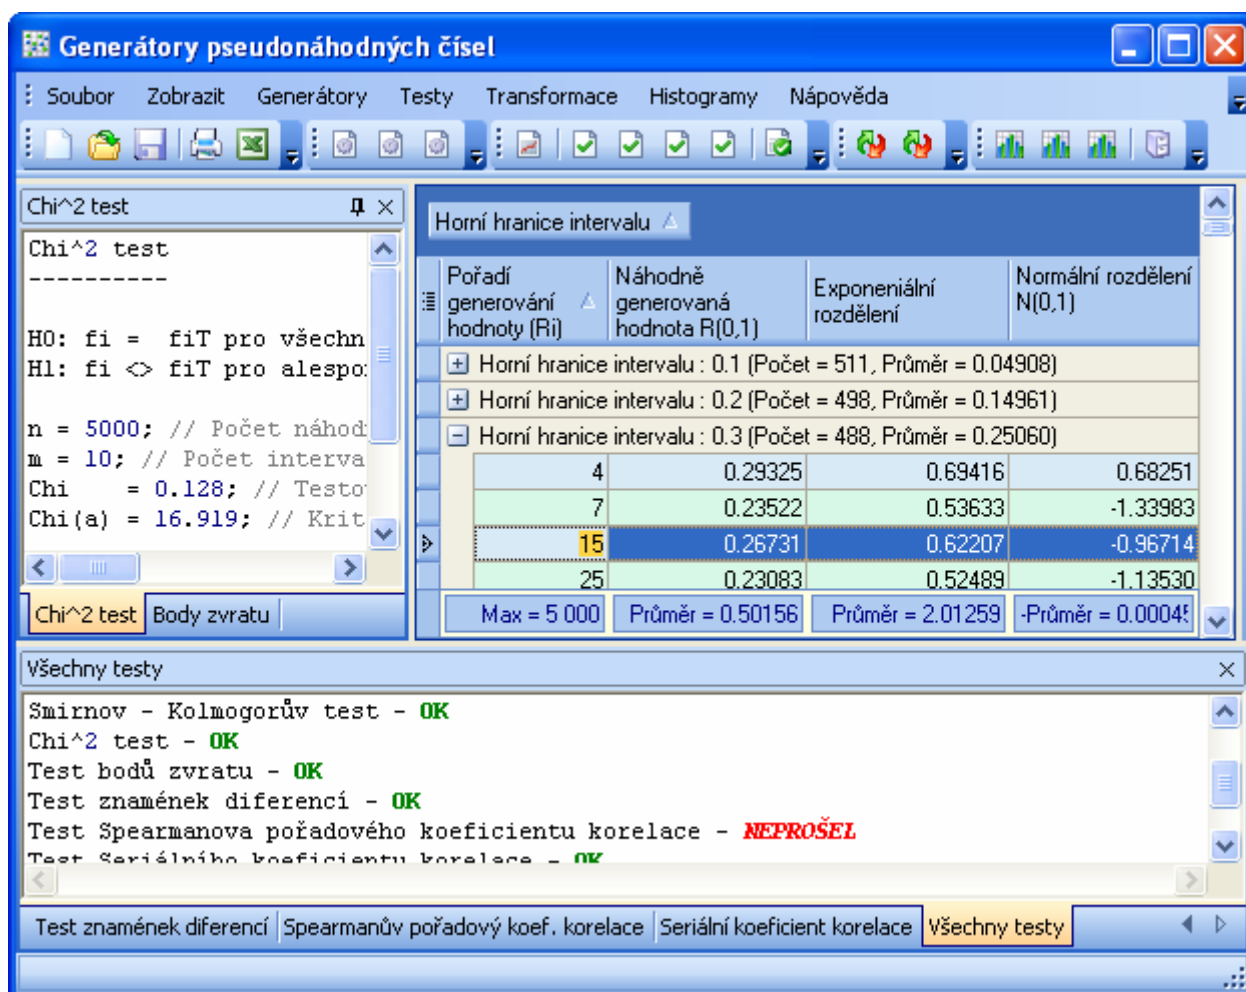 Generátory pseudonáhodných čísel
Soubor Zobrazit Generátory Testy Transformace Histogramy Nápověda
Chi^2 test
Chi^2 test
----------
H0: fi = fiT pro všechn
H1: fi <> fiT pro alespo
n = 5000; // Počet náhod
m = 10; // Počet interva
Chi = 0.128; // Testo
Chi(a) = 16.919; // Krit
Chi^2 test Body zvratu
Horní hranice intervalu
Pořadí generování hodnoty (Ri)
Náhodně generovaná hodnota R(0,1)
Exponeniální rozdělení
Normální rozdělení N(0,1)
Horní hranice intervalu : 0.1 (Počet = 511, Průměr = 0.04908)
Horní hranice intervalu : 0.2 (Počet = 498, Průměr = 0.14961)
Horní hranice intervalu : 0.3 (Počet = 488, Průměr = 0.25060)
4 0.29325 0.69416 0.68251
7 0.23522 0.53633 -1.33983
15 0.26731 0.62207 -0.96714
25 0.23083 0.52489 -1.13530
Max = 5 000 Průměr = 0.50156 Průměr = 2.01259 -Průměr = 0.00045
Všechny testy
Smirnov - Kolmogorův test - OK
Chi^2 test - OK
Test bodů zvratu - OK
Test znamének diferencí - OK
Test Spearmanova pořadového koeficientu korelace - NEPROŠEL
Test Seriálního koeficientu korelace - OK
Test znamének diferencí Spearmanův pořadový koef. korelace Seriální koeficient korelace Všechny testy